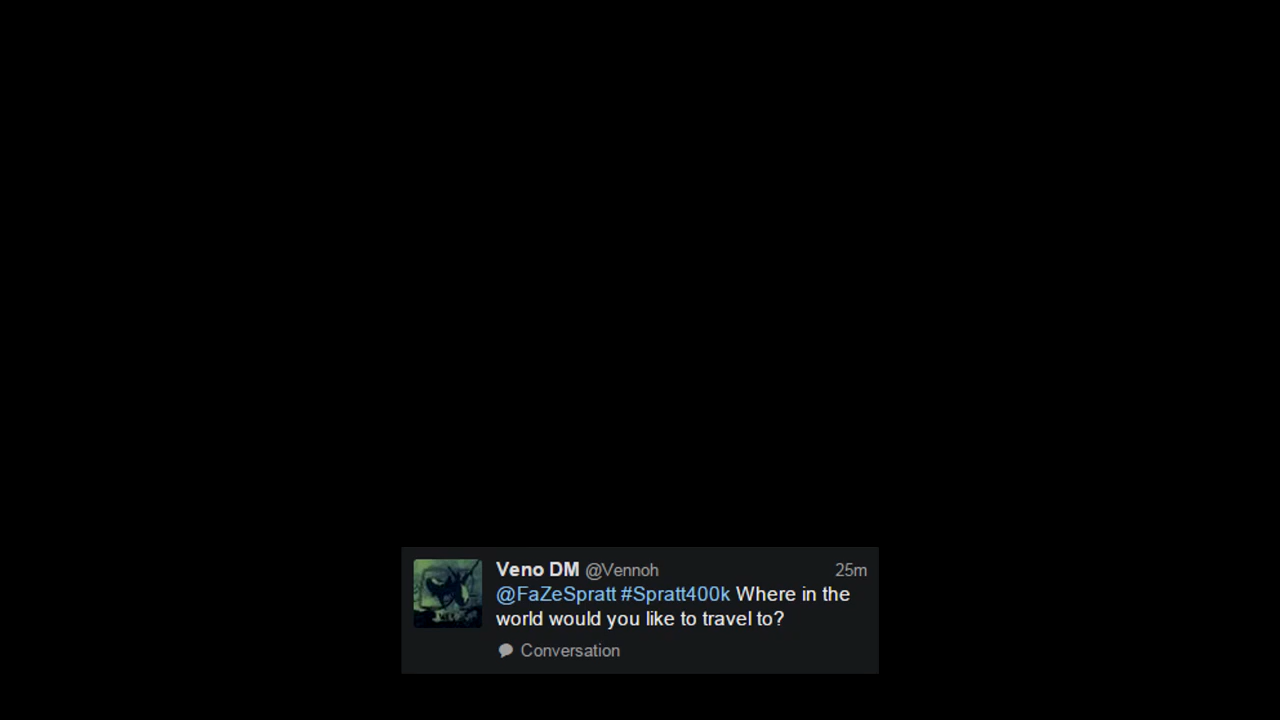 Veno DM @Vennoh 25m
@FaZeSpratt #Spratt400k Where in the
world would you like to travel to?
Conversation